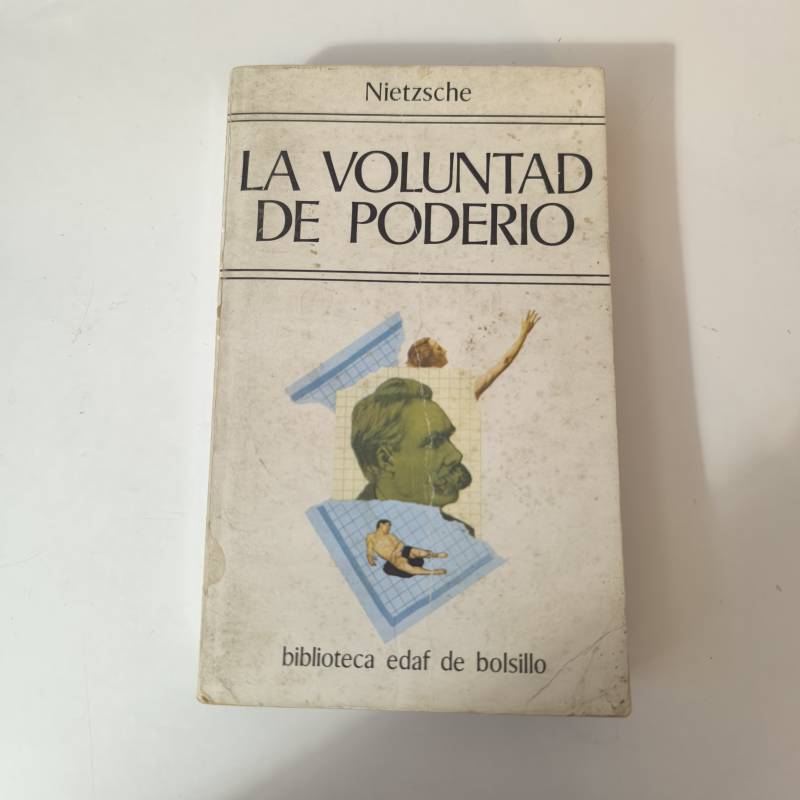 Nietzsche
LA VOLUNTAD
DE PODERIO
biblioteca edaf de bolsillo